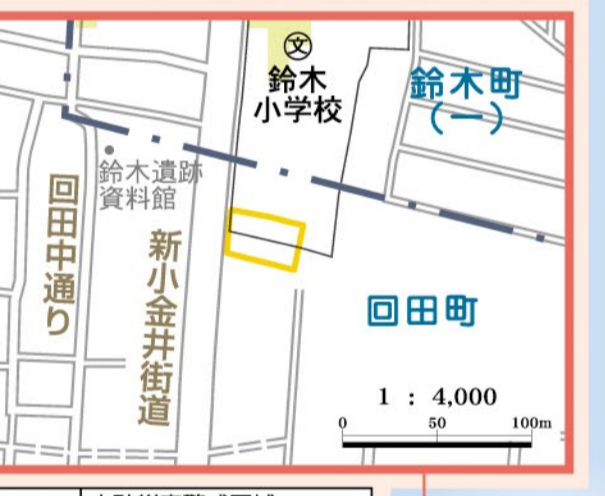 文
鈴木
小学校
鈴木町
(一)
鈴木遺跡
資料館
回田中通り
新小金井街道
回田町
1 : 4,000
0 50 100m